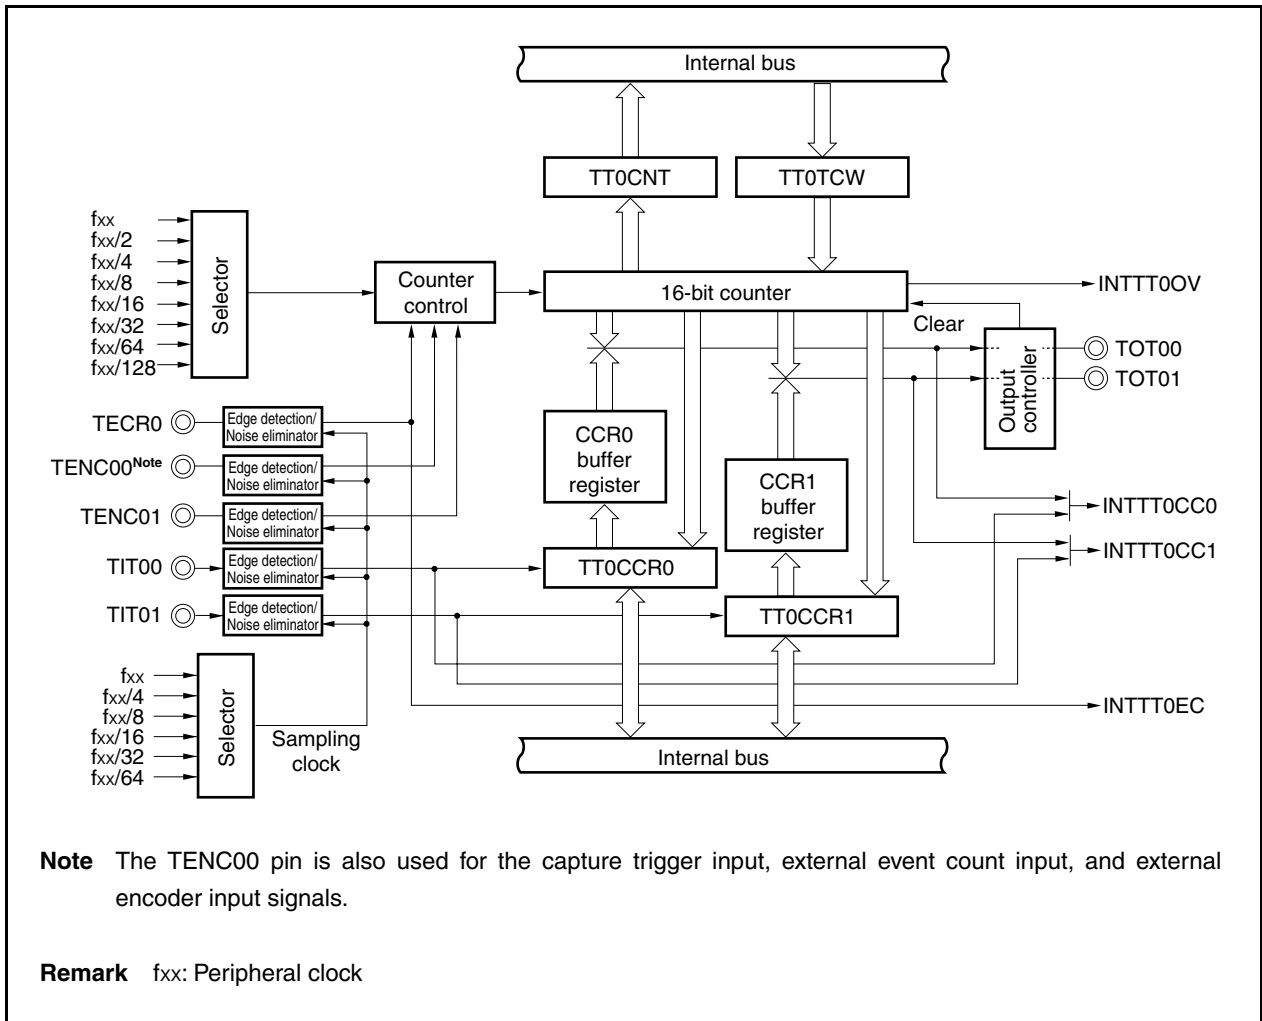 Internal bus
TT0CNT
TT0TCW
fxx
fxx/2
fxx/4
fxx/8
fxx/16
fxx/32
fxx/64
fxx/128
Selector
Counter
control
16-bit counter
INTTT0OV
Clear
Output
controller
TOT00
TOT01
TECR0
Edge detection/
Noise eliminator
TENC00Note
Edge detection/
Noise eliminator
TENC01
Edge detection/
Noise eliminator
TIT00
Edge detection/
Noise eliminator
TIT01
Edge detection/
Noise eliminator
CCR0
buffer
register
CCR1
buffer
register
TT0CCR0
TT0CCR1
INTTT0CC0
INTTT0CC1
INTTT0EC
fxx
fxx/4
fxx/8
fxx/16
fxx/32
fxx/64
Selector
Sampling
clock
Internal bus
Note The TENC00 pin is also used for the capture trigger input, external event count input, and external
encoder input signals.
Remark fxx: Peripheral clock